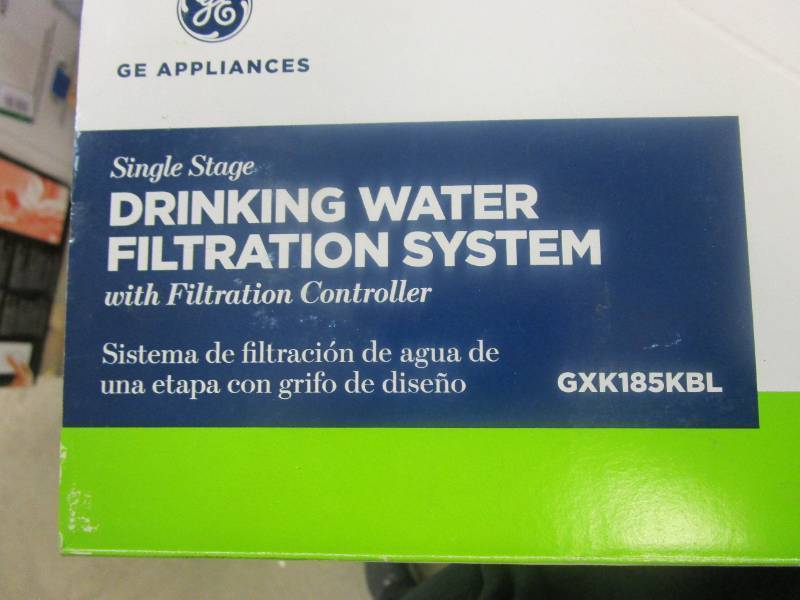 GE
GE APPLIANCES
Single Stage
DRINKING WATER
FILTRATION SYSTEM
with Filtration Controller
Sistema de filtración de agua de
una etapa con grifo de diseño
GXK185KBL